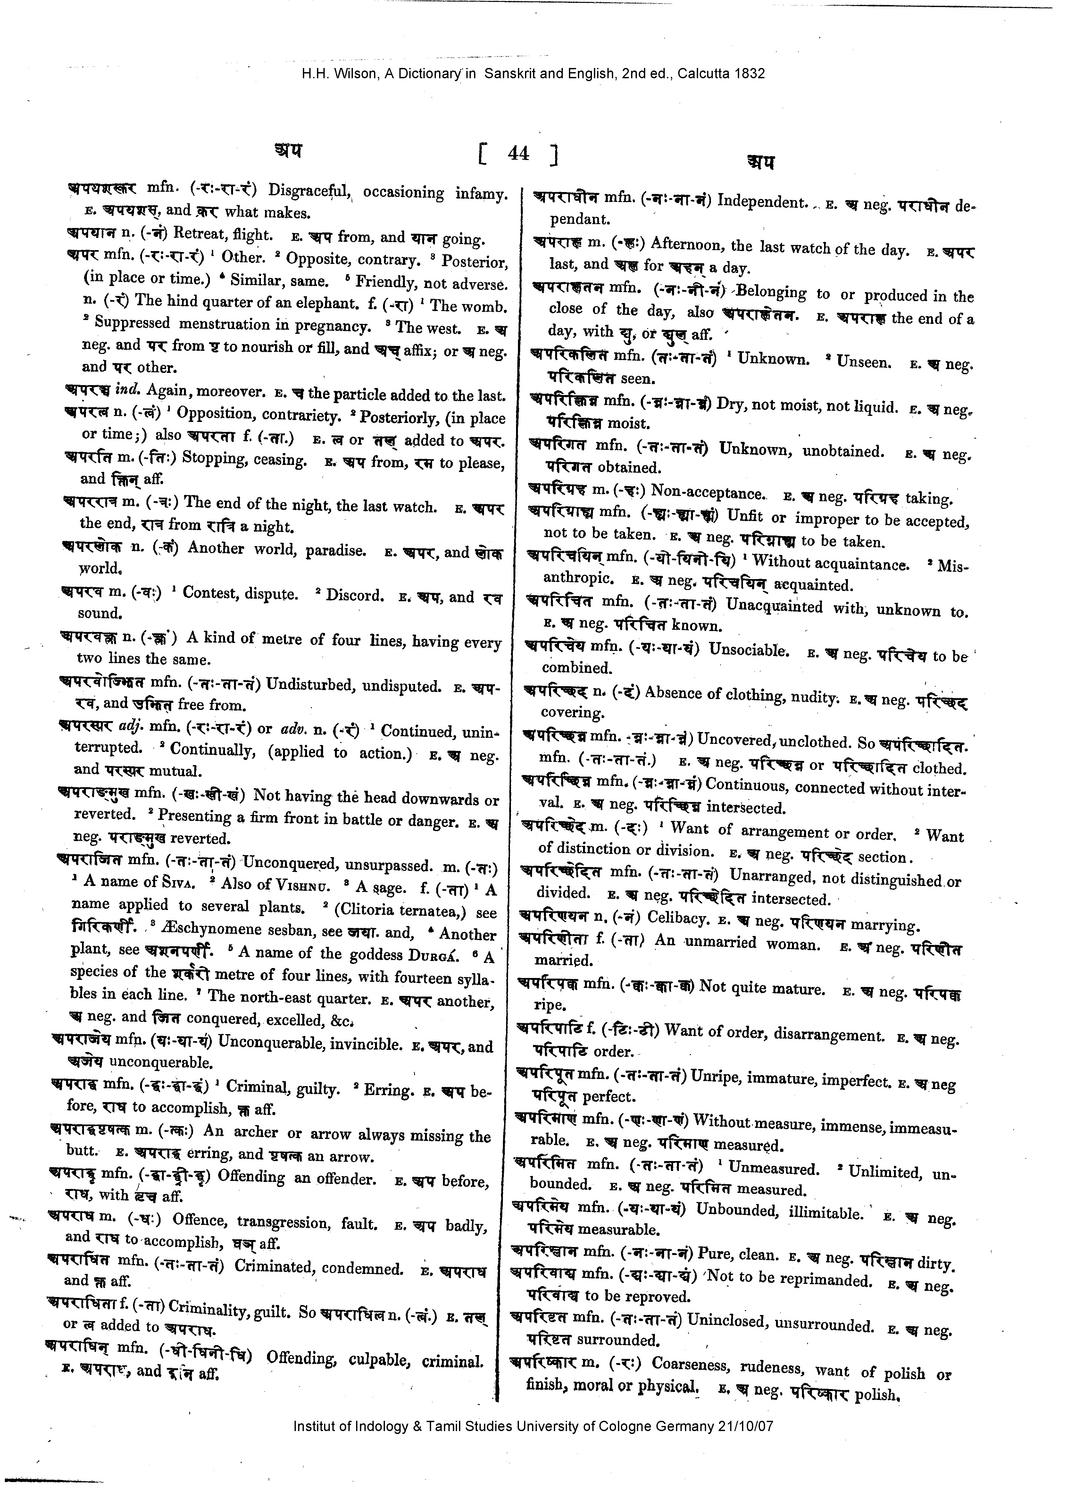 H.H. Wilson, A Dictionary in Sanskrit and English, 2nd ed., Calcutta 1832
अप [ 44 ] अप
अपयशस्कर mfn. (-रः-रा-रं) Disgraceful, occasioning infamy.
E. अपयशस्, and कर what makes.
अपयान n. (-नं) Retreat, flight. E. अप from, and यान going.
अपर mfn. (-रः-रा-रं) ¹ Other. ² Opposite, contrary. ³ Posterior,
(in place or time.) ⁴ Similar, same. ⁵ Friendly, not adverse.
n. (-रं) The hind quarter of an elephant. f. (-रा) ¹ The womb.
² Suppressed menstruation in pregnancy. ³ The west. E. अ
neg. and पर from पृ to nourish or fill, and अच् affix; or अ neg.
and पर other.
अपरञ्च ind. Again, moreover. E. च the particle added to the last.
अपरत्व n. (-त्वं) ¹ Opposition, contrariety. ² Posteriorly, (in place
or time;) also अपरता f. (-ता.) E. त्व or तल् added to अपर.
अपरति m. (-तिः) Stopping, ceasing. E. अप from, रम to please,
and क्तिन् aff.
अपररात्र m. (-त्रः) The end of the night, the last watch. E. अपर
the end, रात्र from रात्रि a night.
अपरलोक n. (-कं) Another world, paradise. E. अपर, and लोक
world.
अपरव m. (-वः) ¹ Contest, dispute. ² Discord. E. अप, and रव
sound.
अपरवक्त्र n. (-क्त्रं) A kind of metre of four lines, having every
two lines the same.
अपरवोज्झित mfn. (-तः-ता-तं) Undisturbed, undisputed. E. अप-
रव, and उज्झित free from.
अपरस्पर adj. mfn. (-रः-रा-रं) or adv. n. (-रं) ¹ Continued, unin-
terrupted. ² Continually, (applied to action.) E. अ neg.
and परस्पर mutual.
अपराङ्मुख mfn. (-खः-खी-खं) Not having the head downwards or
reverted. ² Presenting a firm front in battle or danger. E. अ
neg. पराङ्मुख reverted.
अपराजित mfn. (-तः-ता-तं) Unconquered, unsurpassed. m. (-तः)
¹ A name of SIVA. ² Also of VISHNU. ³ A sage. f. (-ता) ¹ A
name applied to several plants. ² (Clitoria ternatea,) see
गिरिकर्णी. ³ Æschynomene sesban, see जया. and, ⁴ Another
plant, see अशनपर्णी. ⁵ A name of the goddess DURGÁ. ⁶ A
species of the शर्करी metre of four lines, with fourteen sylla-
bles in each line. ⁷ The north-east quarter. E. अपर another,
अ neg. and जित conquered, excelled, &c.
अपराजेय mfn. (यः-या-यं) Unconquerable, invincible. E. अपर, and
अजेय unconquerable.
अपराद्ध mfn. (-द्धः-द्धा-द्धं) ¹ Criminal, guilty. ² Erring. E. अप be-
fore, राध to accomplish, क्त aff.
अपराद्धपृषत्क m. (-त्कः) An archer or arrow always missing the
butt. E. अपराद्ध erring, and पृषत्क an arrow.
अपराद्धृ mfn. (-द्धा-द्ध्री-द्धृ) Offending an offender. E. अप before,
राध, with तृच् aff.
अपराध m. (-धः) Offence, transgression, fault. E. अप badly,
and राध to accomplish, घञ् aff.
अपराधित mfn. (-तः-ता-तं) Criminated, condemned. E. अपराध
and क्त aff.
अपराधिता f. (-ता) Criminality, guilt. So अपराधित्व n. (-त्वं.) E. तल्
or त्व added to अपराध.
अपराधिन् mfn. (-धी-धिनी-धि) Offending, culpable, criminal.
E. अपराध, and इनि aff.
अपराधीन mfn. (-नः-ना-नं) Independent. E. अ neg. पराधीन de-
pendant.
अपराह्ण m. (-ह्णः) Afternoon, the last watch of the day. E. अपर
last, and अह्न for अहन् a day.
अपराह्णतन mfn. (-नः-नी-नं) Belonging to or produced in the
close of the day, also अपराह्णेतन. E. अपराह्ण the end of a
day, with ट्यु, or ट्युल् aff.
अपरिकलित mfn. (तः-ता-तं) ¹ Unknown. ² Unseen. E. अ neg.
परिकलित seen.
अपरिक्लिन्न mfn. (-न्नः-न्ना-न्नं) Dry, not moist, not liquid. E. अ neg.
परिक्लिन्न moist.
अपरिगत mfn. (-तः-ता-तं) Unknown, unobtained. E. अ neg.
परिगत obtained.
अपरिग्रह m. (-हः) Non-acceptance. E. अ neg. परिग्रह taking.
अपरिग्राह्य mfn. (-ह्यः-ह्या-ह्यं) Unfit or improper to be accepted,
not to be taken. E. अ neg. परिग्राह्य to be taken.
अपरिचयिन् mfn. (-यी-यिनी-यि) ¹ Without acquaintance. ² Mis-
anthropic. E. अ neg. परिचयिन् acquainted.
अपरिचित mfn. (-तः-ता-तं) Unacquainted with, unknown to.
E. अ neg. परिचित known.
अपरिचेय mfn. (-यः-या-यं) Unsociable. E. अ neg. परिचेय to be
combined.
अपरिच्छद n. (-दं) Absence of clothing, nudity. E. अ neg. परिच्छद
covering.
अपरिच्छन्न mfn. -न्नः-न्ना-न्नं) Uncovered, unclothed. So अपरिच्छादित.
mfn. (-तः-ता-तं.) E. अ neg. परिच्छन्न or परिच्छादित clothed.
अपरिच्छिन्न mfn. (-न्नः-न्ना-न्नं) Continuous, connected without inter-
val. E. अ neg. परिच्छिन्न intersected.
अपरिच्छेद m. (-दः) ¹ Want of arrangement or order. ² Want
of distinction or division. E. अ neg. परिच्छेद section.
अपरिच्छेदित mfn. (-तः-ता-तं) Unarranged, not distinguished or
divided. E. अ neg. परिच्छेदित intersected.
अपरिणयन n, (-नं) Celibacy. E. अ neg. परिणयन marrying.
अपरिणीता f. (-ता) An unmarried woman. E. अ neg. परिणीत
married.
अपरिपक्व mfn. (-क्वः-क्वा-क्वं) Not quite mature. E. अ neg. परिपक्व
ripe.
अपरिपाटि f. (-टिः-टी) Want of order, disarrangement. E. अ neg.
परिपाटि order.
अपरिपूत mfn. (-तः-ता-तं) Unripe, immature, imperfect. E. अ neg
परिपूत perfect.
अपरिमाण mfn. (-णः-णा-णं) Without measure, immense, immeasu-
rable. E. अ neg. परिमाण measured.
अपरिमित mfn. (-तः-ता-तं) ¹ Unmeasured. ² Unlimited, un-
bounded. E. अ neg. परिमित measured.
अपरिमेय mfn. (-यः-या-यं) Unbounded, illimitable. E. अ neg.
परिमेय measurable.
अपरिम्लान mfn. (-नः-ना-नं) Pure, clean. E. अ neg. परिम्लान dirty.
अपरिवाद्य mfn. (-द्यः-द्या-द्यं) Not to be reprimanded. E. अ neg.
परिवाद्य to be reproved.
अपरिवृत mfn. (-तः-ता-तं) Uninclosed, unsurrounded. E. अ neg.
परिवृत surrounded.
अपरिष्कार m. (-रः) Coarseness, rudeness, want of polish or
finish, moral or physical. E. अ neg. परिष्कार polish.
Institut of Indology & Tamil Studies University of Cologne Germany 21/10/07